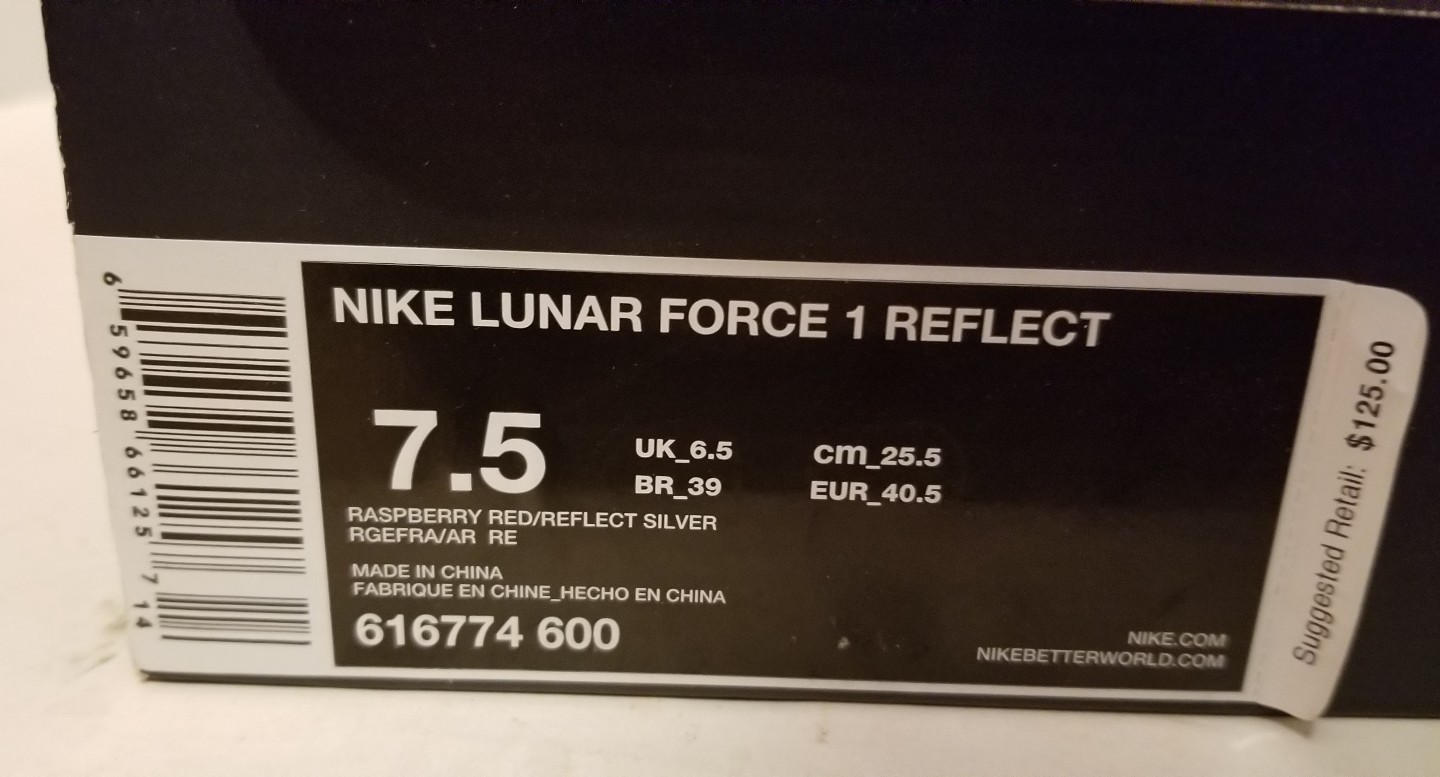 NIKE LUNAR FORCE 1 REFLECT
7.5
UK_6.5 cm_25.5
BR_39 EUR_40.5
RASPBERRY RED/REFLECT SILVER
RGEFRA/AR RE
MADE IN CHINA
FABRIQUE EN CHINE_HECHO EN CHINA
616774 600
NIKE.COM
NIKEBETTERWORLD.COM
6 59658 66125 7 14
Suggested Retail: $125.00